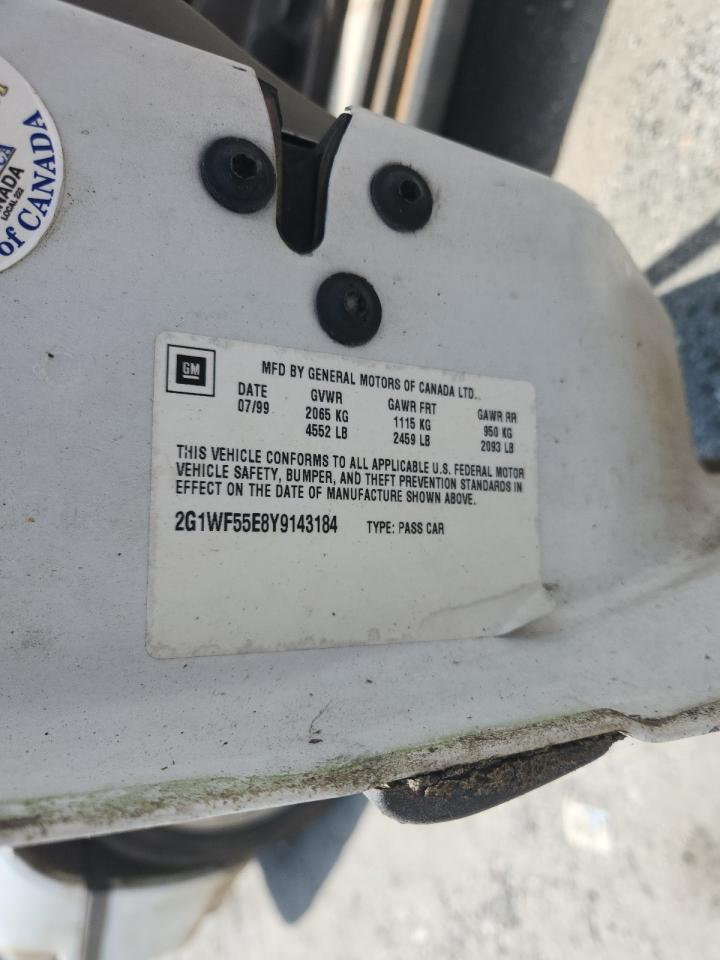 CANADA
LOCAL 222
of CANADA
GM
MFD BY GENERAL MOTORS OF CANADA LTD.
DATE GVWR GAWR FRT GAWR RR
07/99 2065 KG 1115 KG 950 KG
4552 LB 2459 LB 2093 LB
THIS VEHICLE CONFORMS TO ALL APPLICABLE U.S. FEDERAL MOTOR
VEHICLE SAFETY, BUMPER, AND THEFT PREVENTION STANDARDS IN
EFFECT ON THE DATE OF MANUFACTURE SHOWN ABOVE.
2G1WF55E8Y9143184 TYPE: PASS CAR